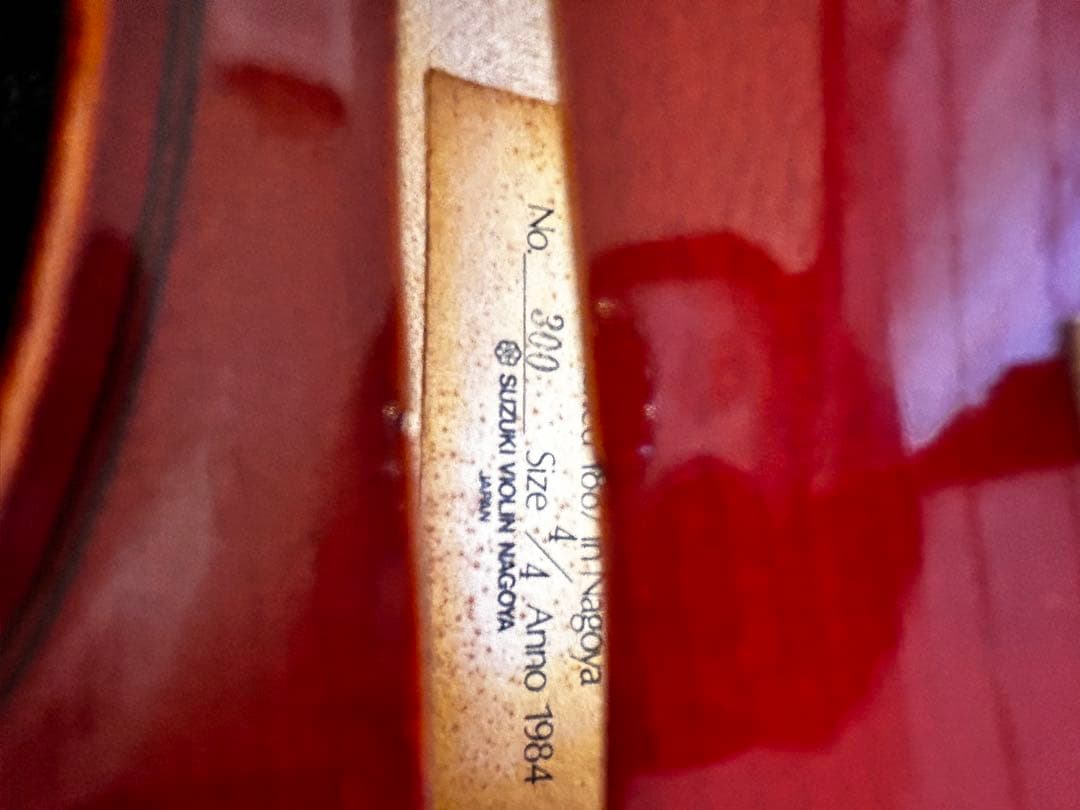 1887 in Nagoya
No. 300 Size 4/4 Anno 1984
SUZUKI VIOLIN NAGOYA
JAPAN